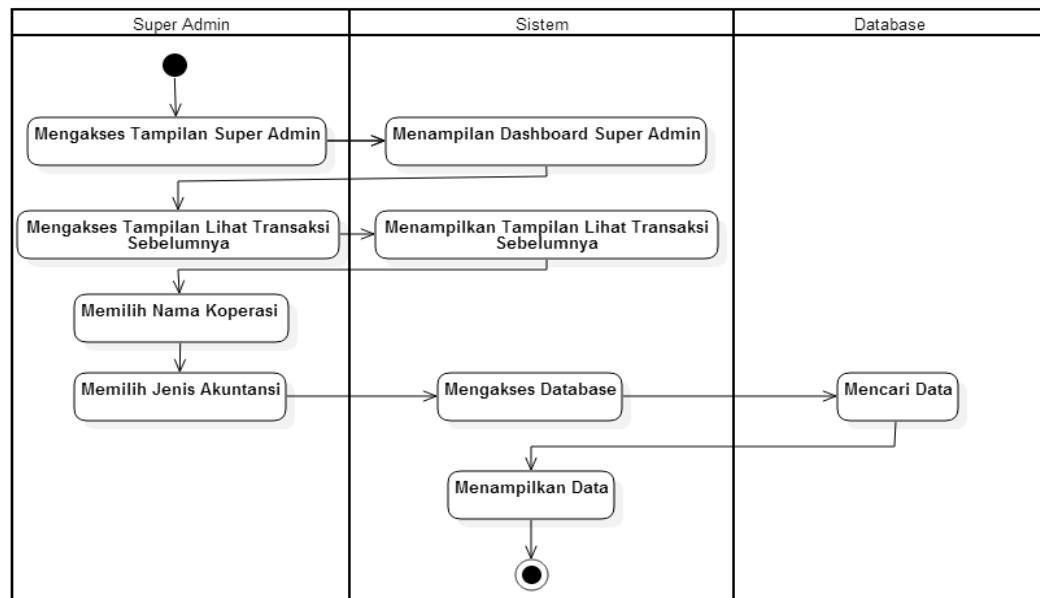 Super Admin
Sistem
Database
Mengakses Tampilan Super Admin
Menampilan Dashboard Super Admin
Mengakses Tampilan Lihat Transaksi
Sebelumnya
Menampilkan Tampilan Lihat Transaksi
Sebelumnya
Memilih Nama Koperasi
Memilih Jenis Akuntansi
Mengakses Database
Mencari Data
Menampilkan Data